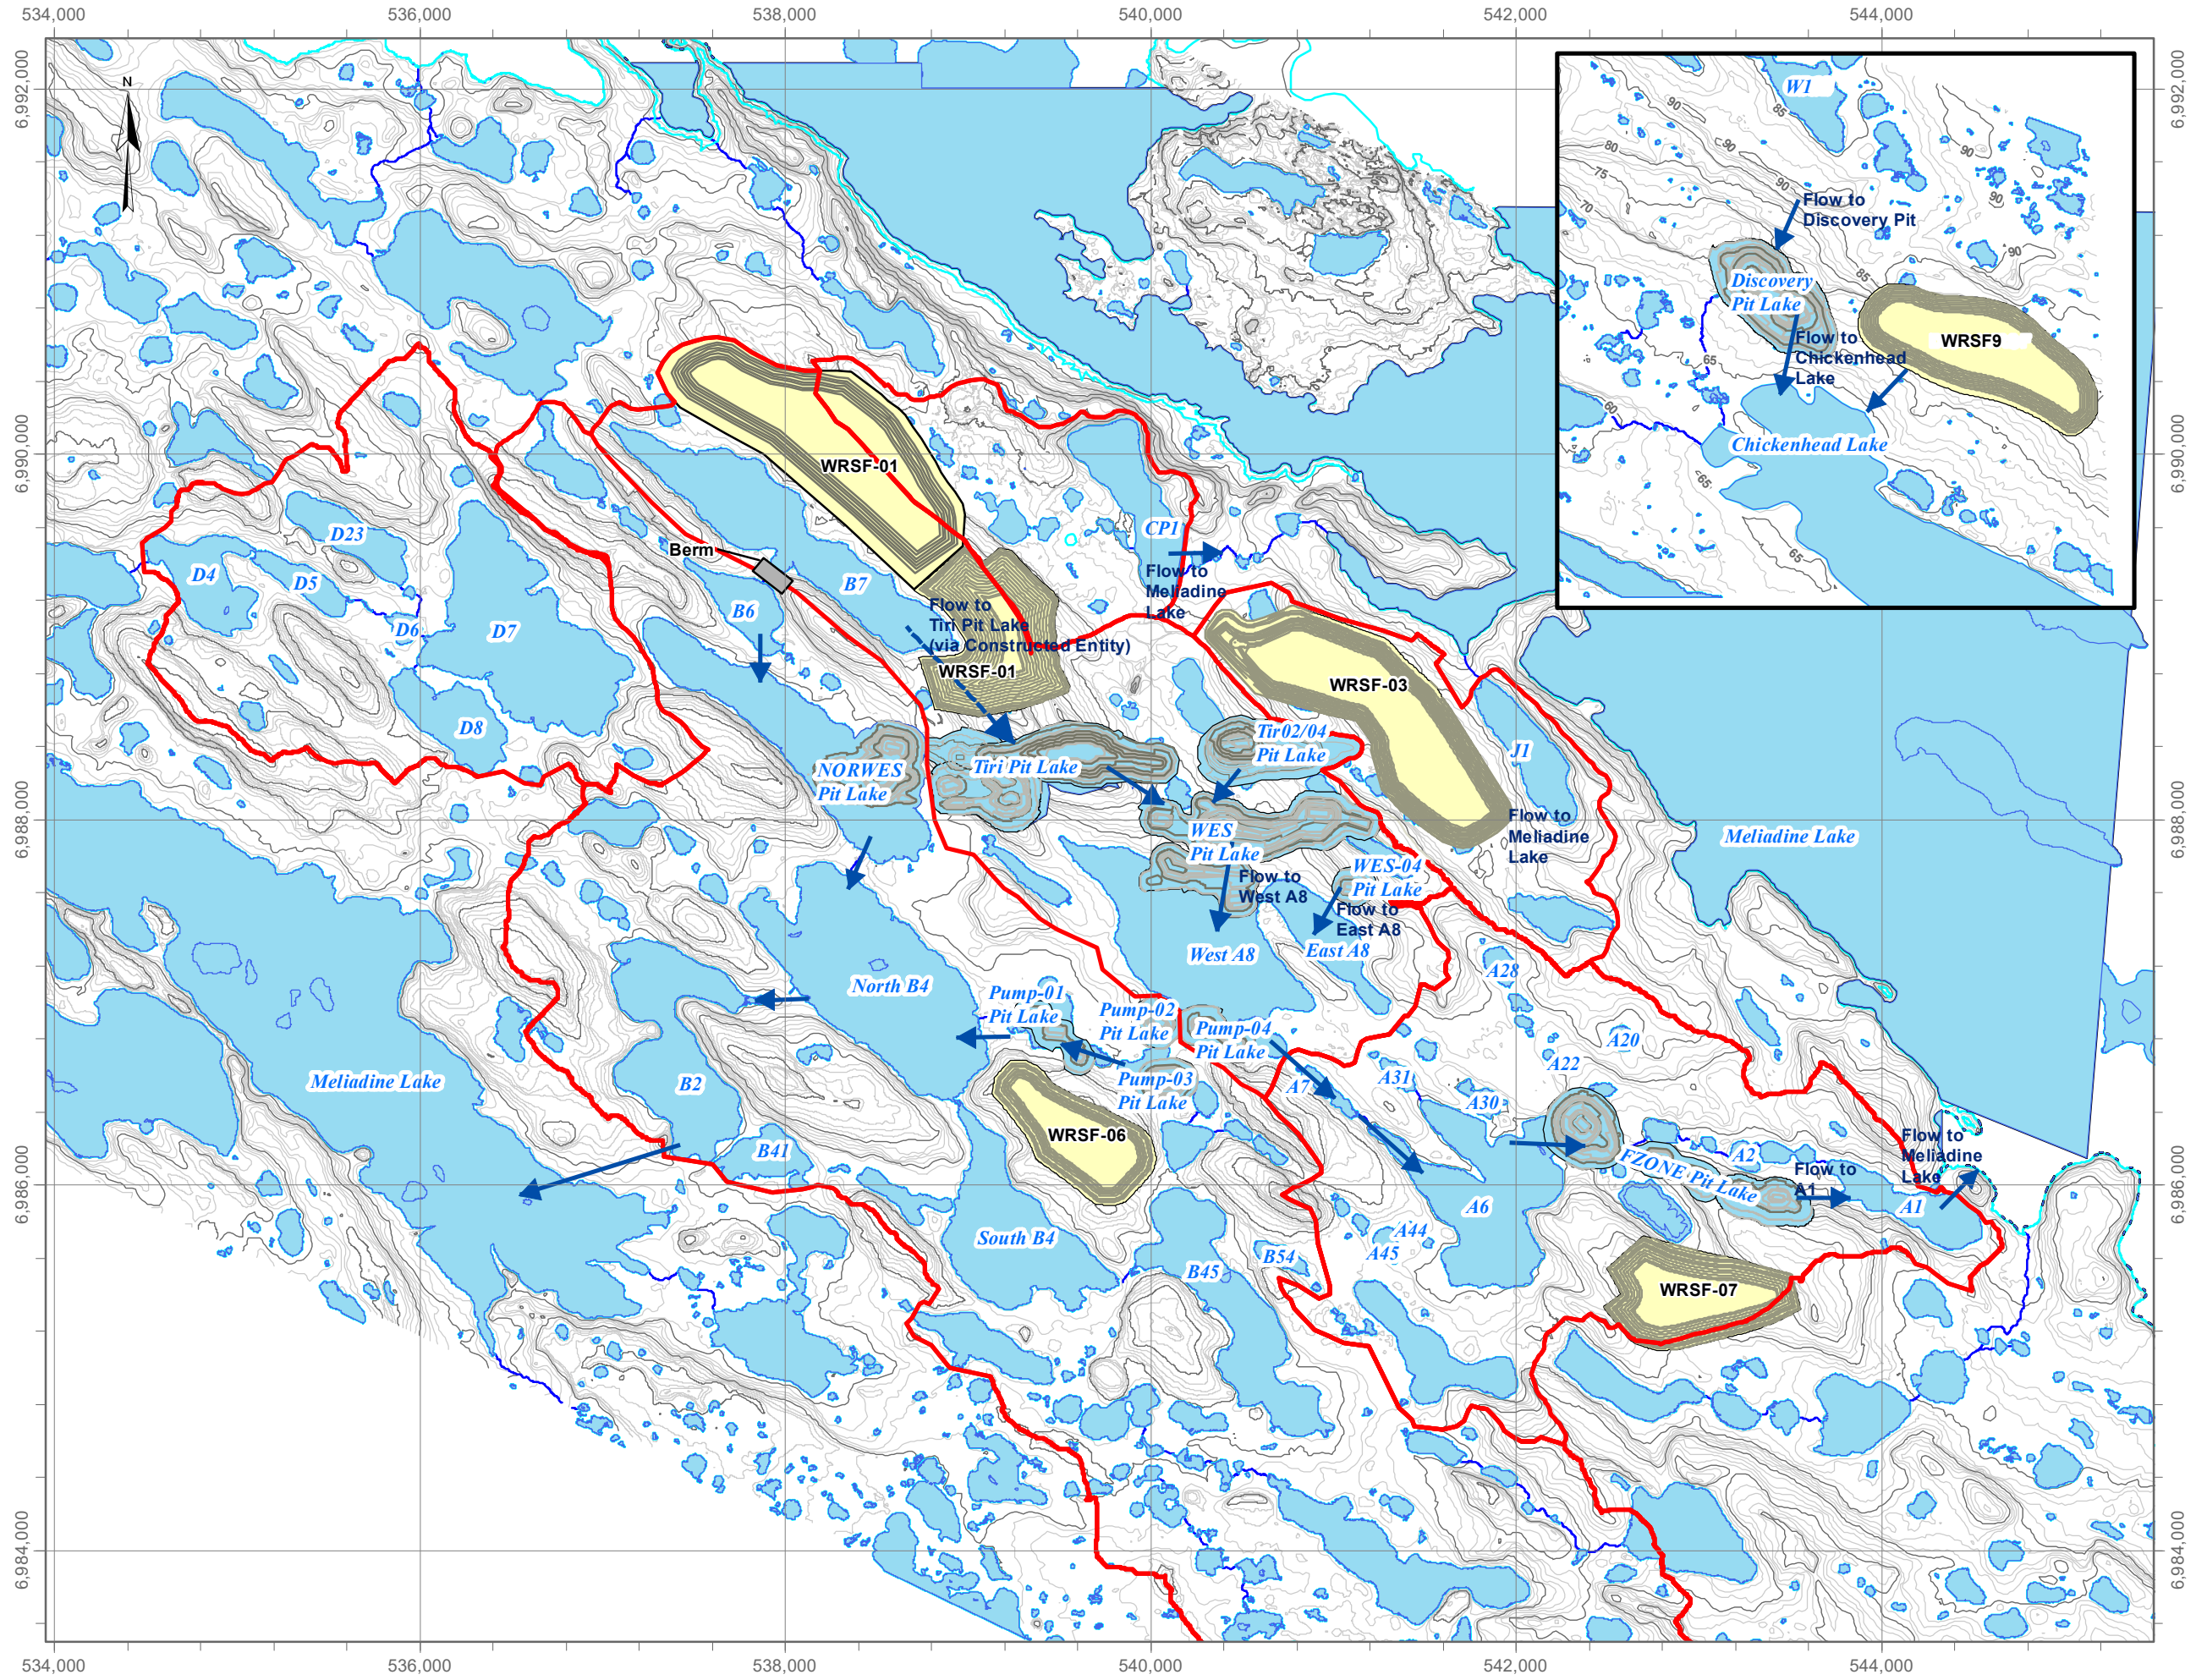 534,000
536,000
538,000
540,000
542,000
544,000
6,992,000
6,992,000
N
W1
90
85
90
90
80
75
70
90
90
90
85
Flow to
Discovery Pit
Discovery
Pit Lake
WRSF9
Flow to
Chickenhead
Lake
65
60
Chickenhead Lake
65
65
6,990,000
6,990,000
WRSF-01
D23
CP1
Berm
D4
D5
B7
Flow to
Meliadine
Lake
B6
Flow to
Tiri Pit Lake
(via Constructed Entity)
D6
D7
WRSF-01
WRSF-03
D8
Tir02/04
Pit Lake
J1
NORWES
Pit Lake
Tiri Pit Lake
6,988,000
6,988,000
WES
Pit Lake
Flow to
Meliadine
Lake
Meliadine Lake
WES-04
Pit Lake
Flow to
West A8
Flow to
East A8
West A8
East A8
A28
North B4
Pump-01
Pit Lake
Pump-02
Pit Lake
Pump-04
Pit Lake
A20
A22
Meliadine Lake
B2
Pump-03
Pit Lake
A7
A31
A30
WRSF-06
B41
FZONE Pit Lake
A2
Flow to
A1
Flow to
Meliadine
Lake
6,986,000
6,986,000
A1
A6
South B4
B45
B54
A44
A45
WRSF-07
6,984,000
6,984,000
534,000
536,000
538,000
540,000
542,000
544,000